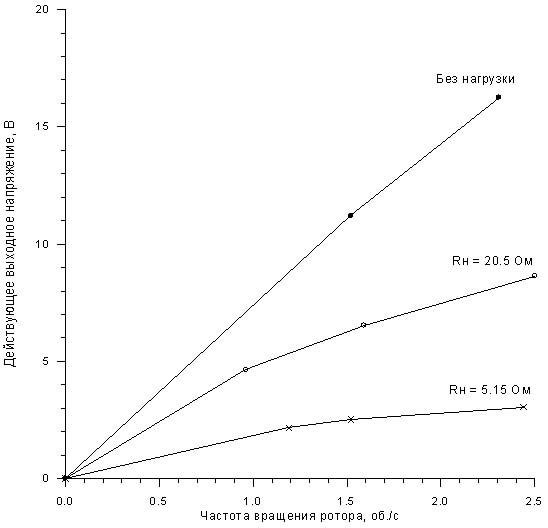 20
Без нагрузки
15
Действующее выходное напряжение, В
10
Rн = 20.5 Ом
5
Rн = 5.15 Ом
0
0.0 0.5 1.0 1.5 2.0 2.5
Частота вращения ротора, об./с